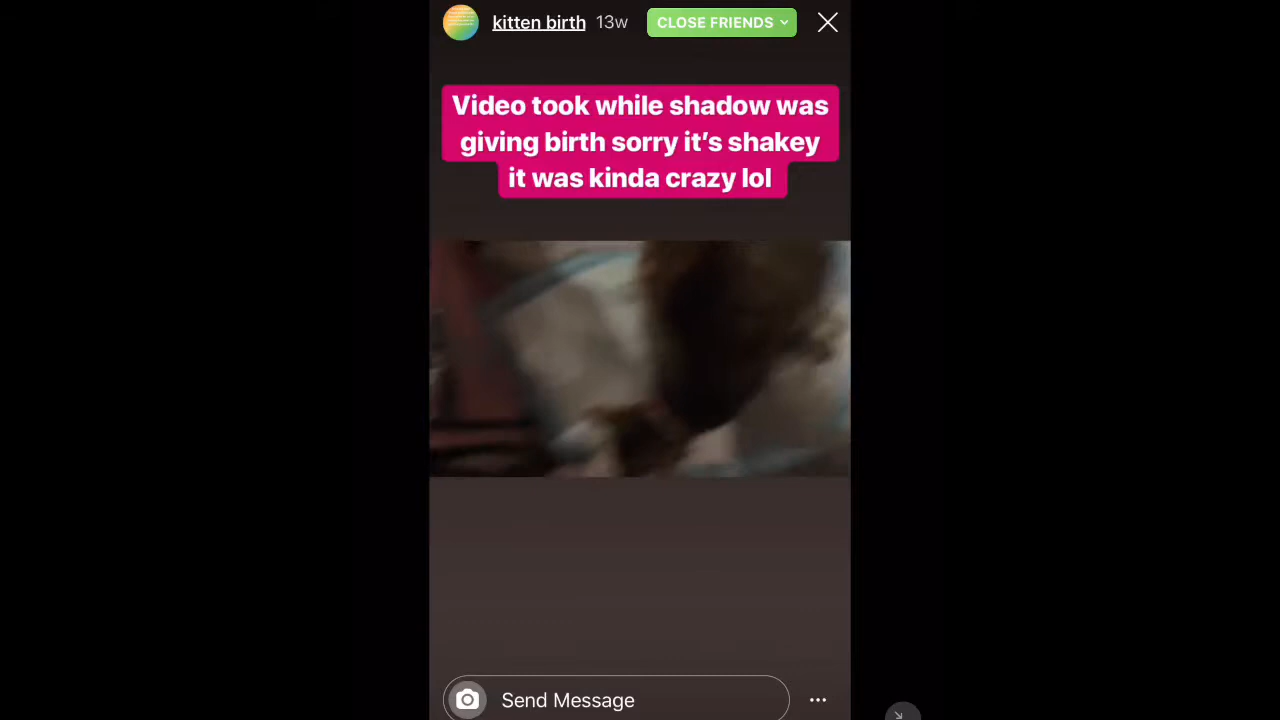 kitten birth 13w CLOSE FRIENDS
Video took while shadow was
giving birth sorry it's shakey
it was kinda crazy lol
Send Message